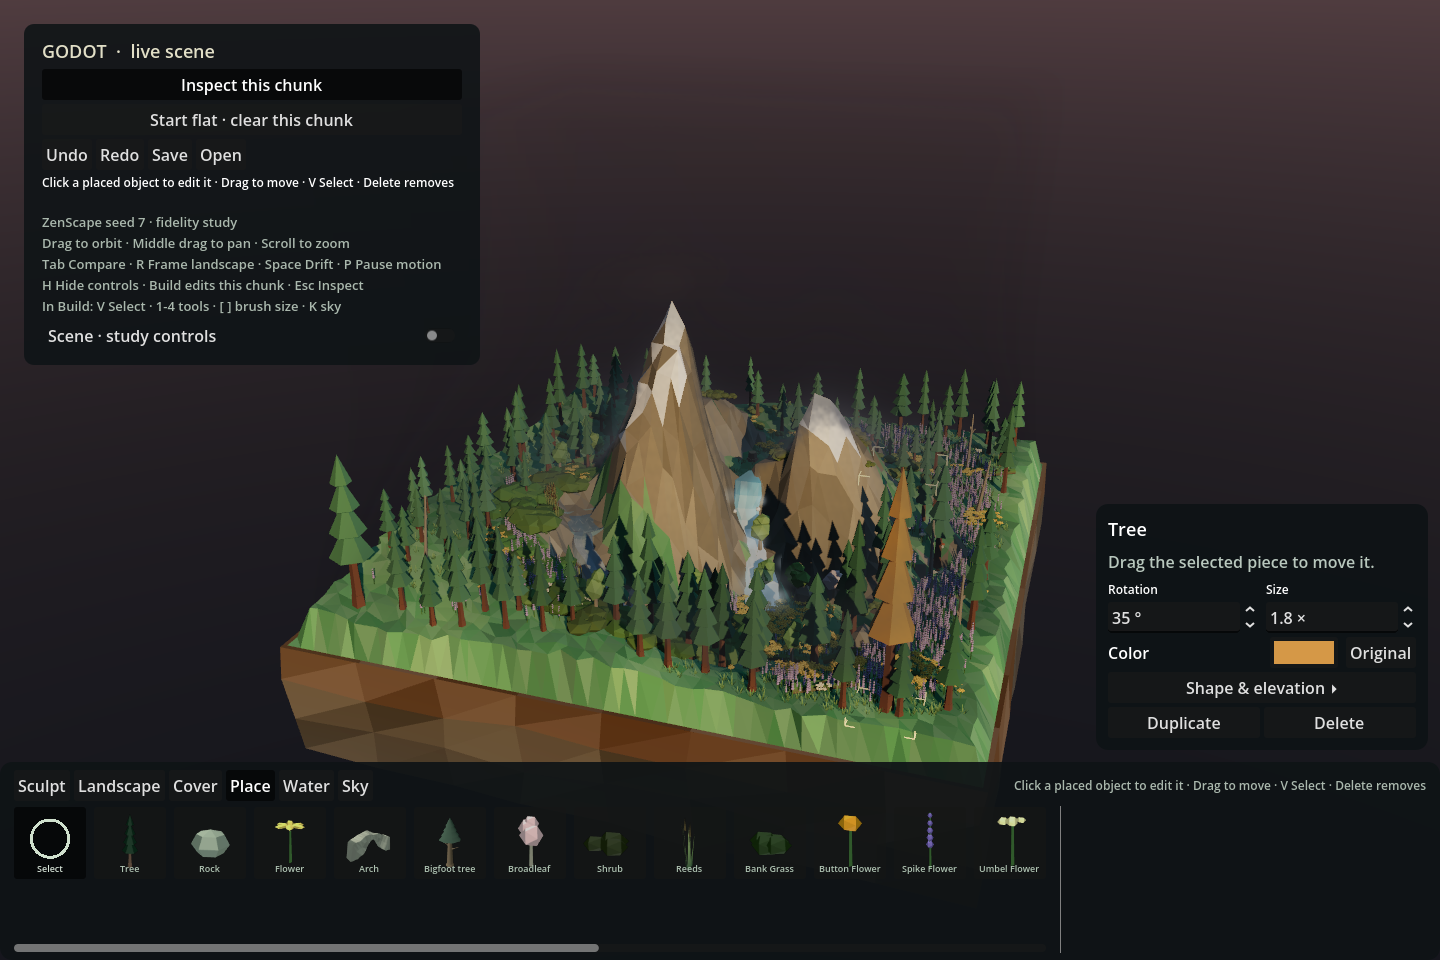 GODOT · live scene
Inspect this chunk
Start flat · clear this chunk
Undo Redo Save Open
Click a placed object to edit it · Drag to move · V Select · Delete removes
ZenScape seed 7 · fidelity study
Drag to orbit · Middle drag to pan · Scroll to zoom
Tab Compare · R Frame landscape · Space Drift · P Pause motion
H Hide controls · Build edits this chunk · Esc Inspect
In Build: V Select · 1-4 tools · [ ] brush size · K sky
Scene · study controls
Tree
Drag the selected piece to move it.
Rotation Size
35 ° 1.8 ×
Color Original
Shape & elevation
Duplicate Delete
Sculpt Landscape Cover Place Water Sky
Click a placed object to edit it · Drag to move · V Select · Delete removes
Select Tree Rock Flower Arch Bigfoot tree Broadleaf Shrub Reeds Bank Grass Button Flower Spike Flower Umbel Flower